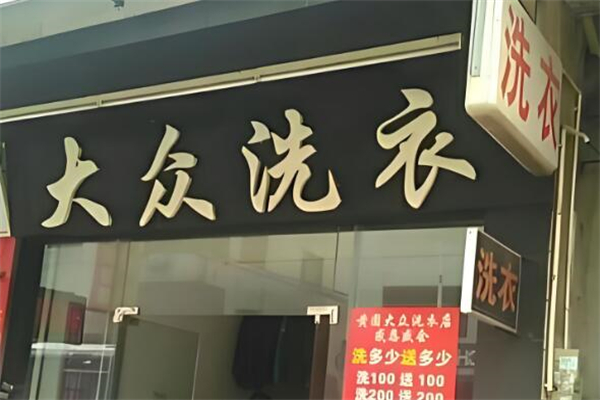 大众洗衣
洗衣
洗衣
黄图大众洗衣店
感恩盛会
洗多少送多少
洗100送100
洗200送200